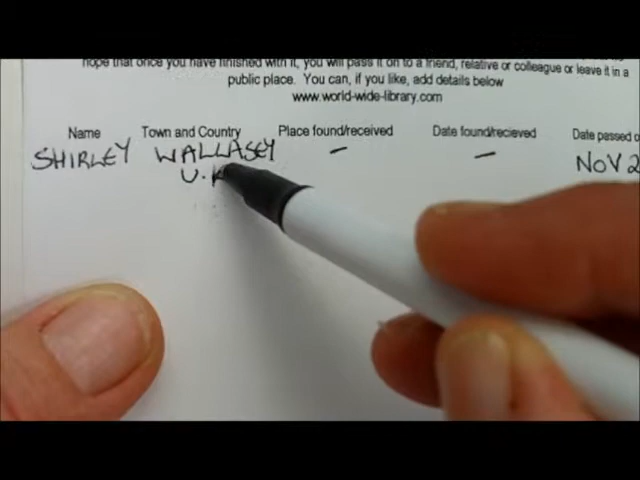 hope that once you have finished with it, you will pass it on to a friend, relative or colleague or leave it in a
public place. You can, if you like, add details below
www.world-wide-library.com
Name Town and Country Place found/received Date found/recieved Date passed o
SHIRLEY WALLASEY - - NOV 2
U.K